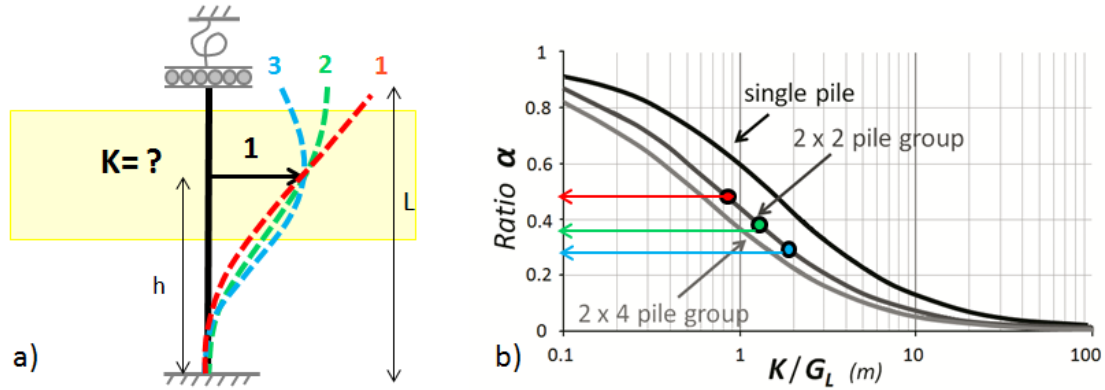 3 2 1
K= ?
1
L
h
a)
b)
Ratio α
1
0.8
0.6
0.4
0.2
0
single pile
2 x 2 pile group
2 x 4 pile group
0.1 1 10 100
K/G_L (m)